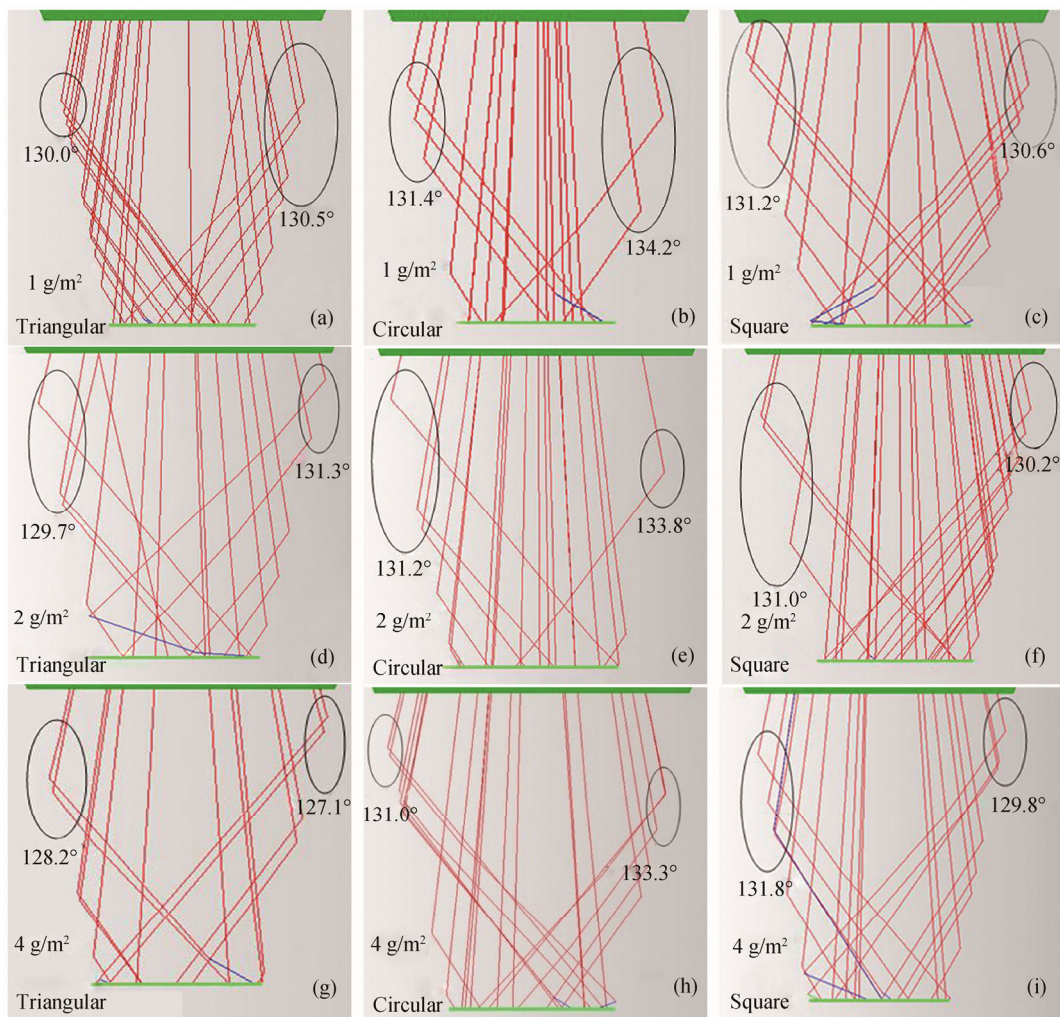 130.0°
130.5°
1 g/m²
(a)
Triangular
131.4°
134.2°
1 g/m²
(b)
Circular
130.6°
131.2°
1 g/m²
(c)
Square
131.3°
129.7°
2 g/m²
(d)
Triangular
133.8°
131.2°
2 g/m²
(e)
Circular
130.2°
131.0°
2 g/m²
(f)
Square
127.1°
128.2°
4 g/m²
(g)
Triangular
131.0°
133.3°
4 g/m²
(h)
Circular
129.8°
131.8°
4 g/m²
(i)
Square